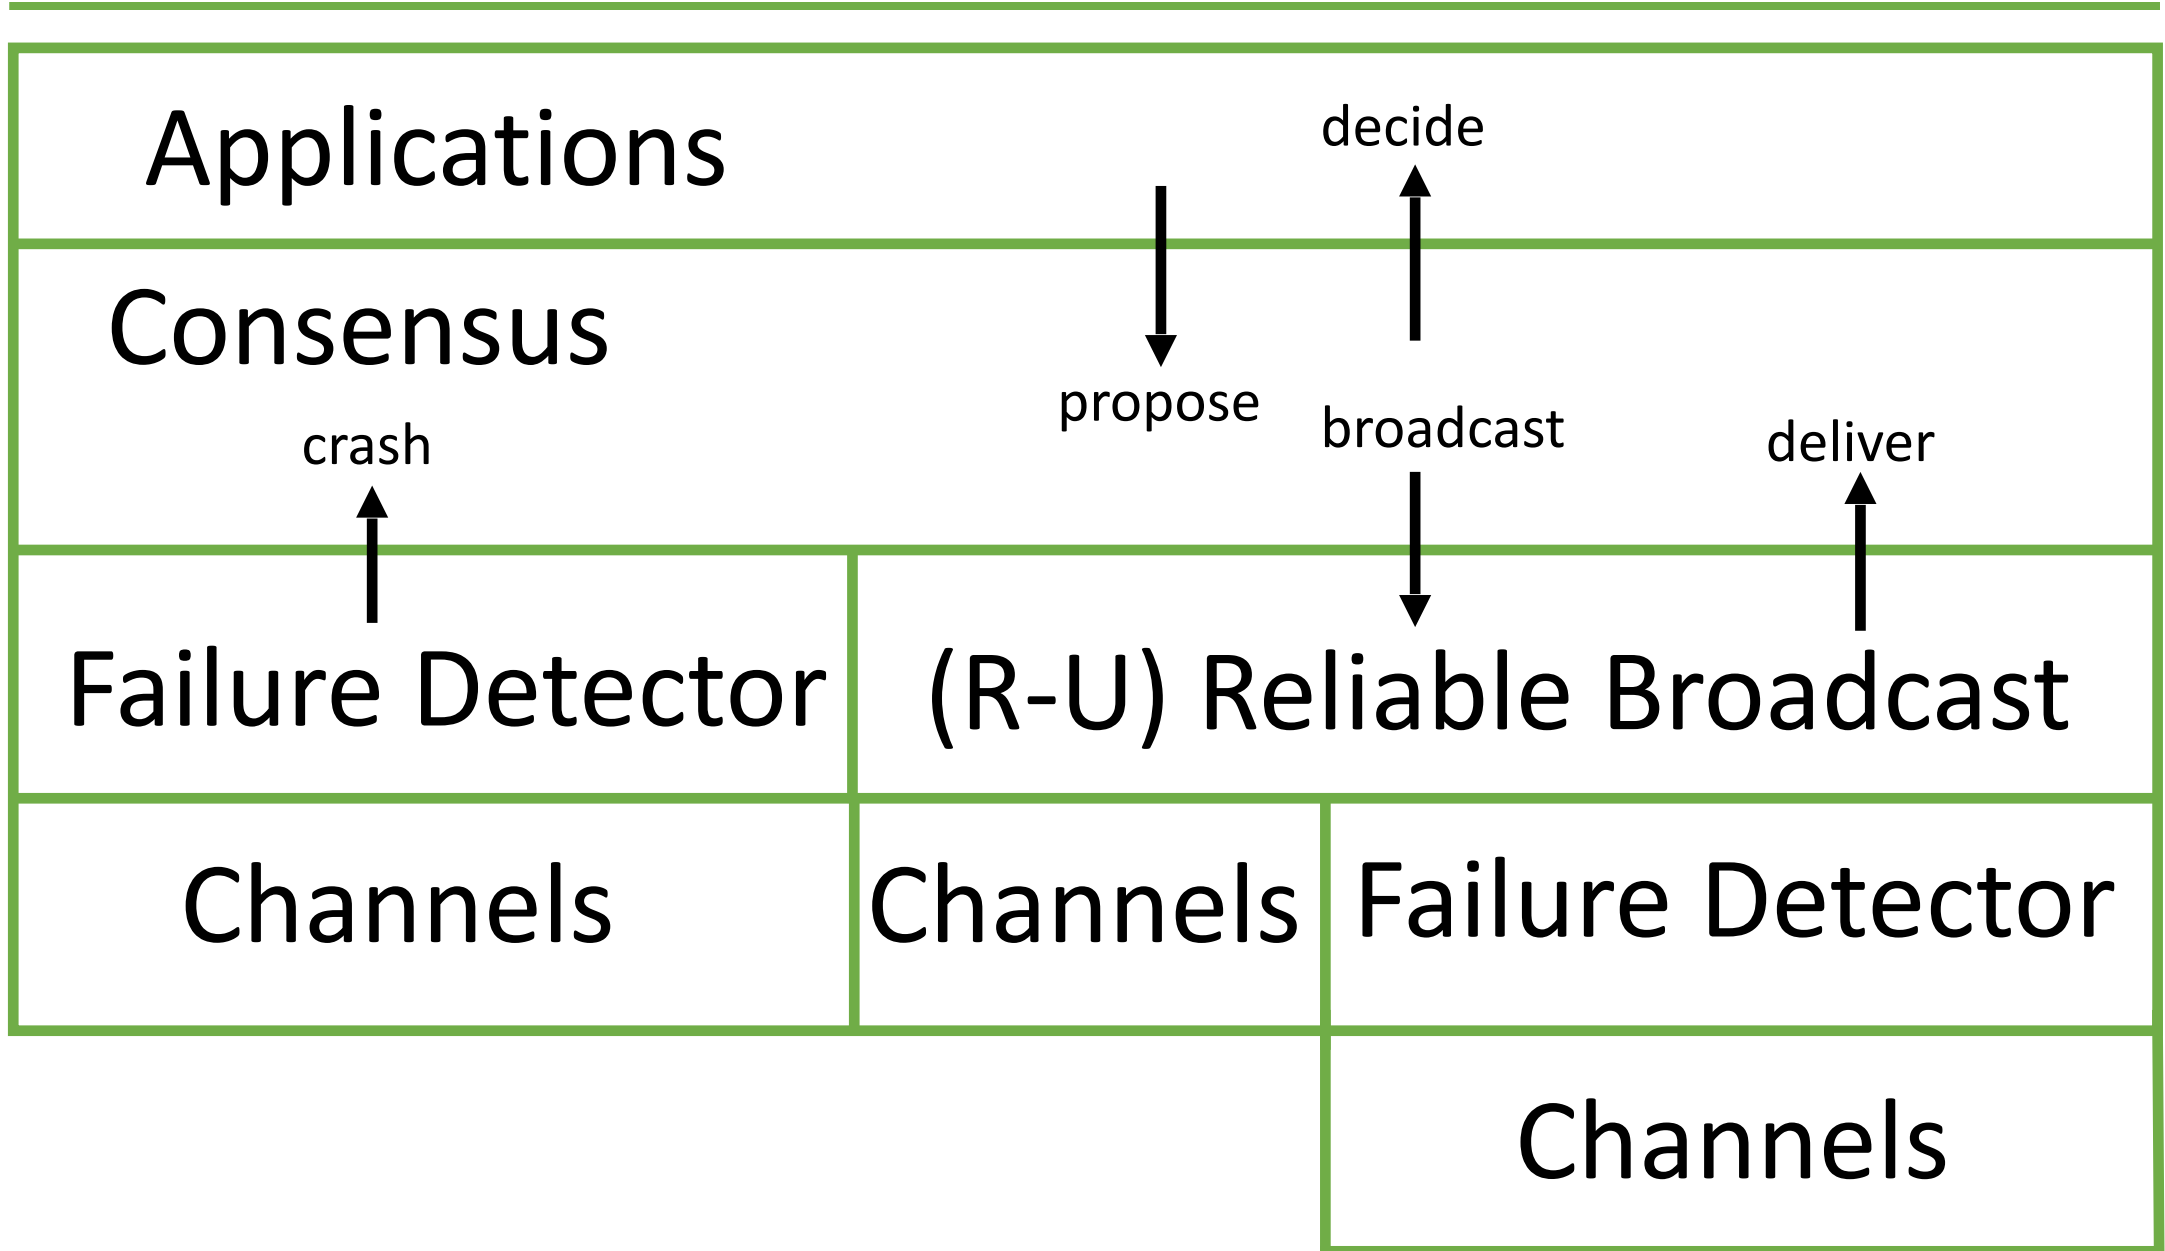 Applications
decide
Consensus
propose
broadcast
crash
deliver
Failure Detector
(R-U) Reliable Broadcast
Channels
Channels
Failure Detector
Channels